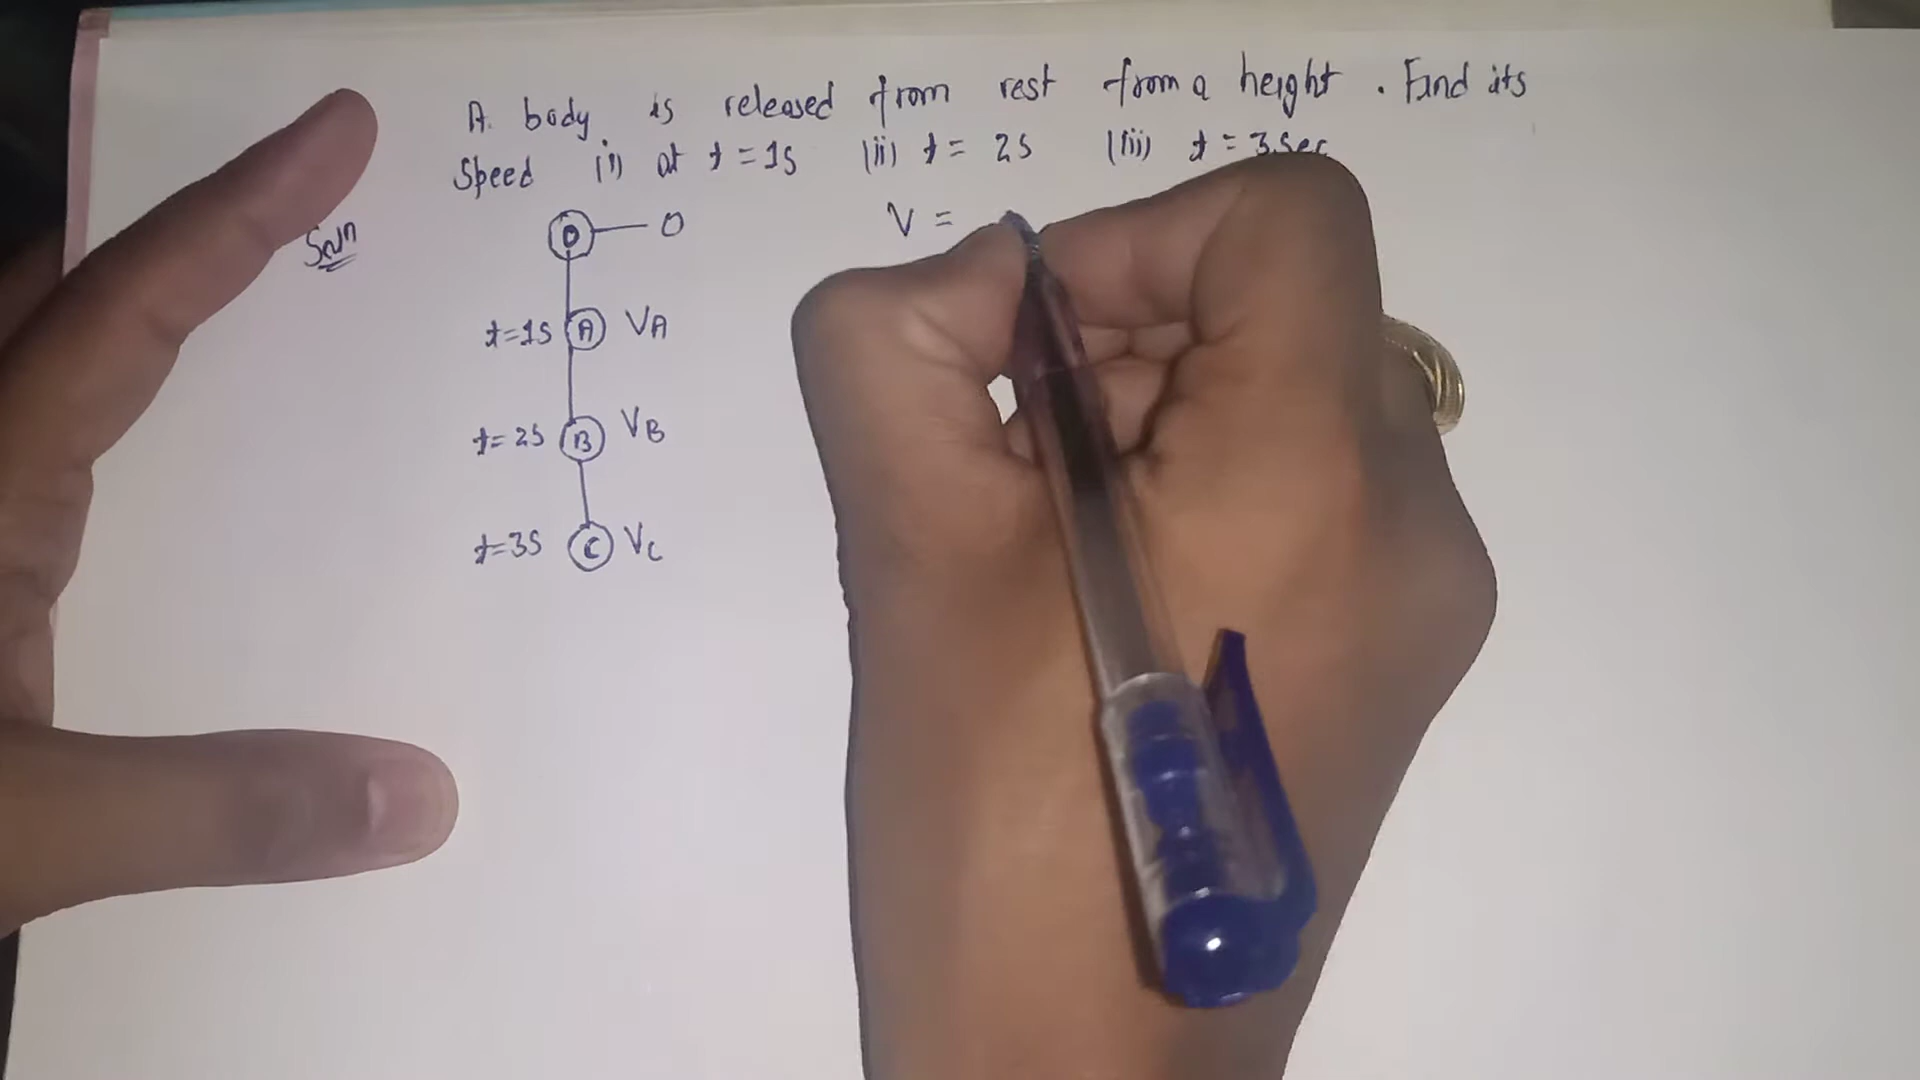 A. body is released from rest from a height. Find its
Speed (i) at t=1s (ii) t= 2s (iii) t = 3sec
Soln
O — O
V =
t=1s A VA
t= 2s B VB
t=3s C VC